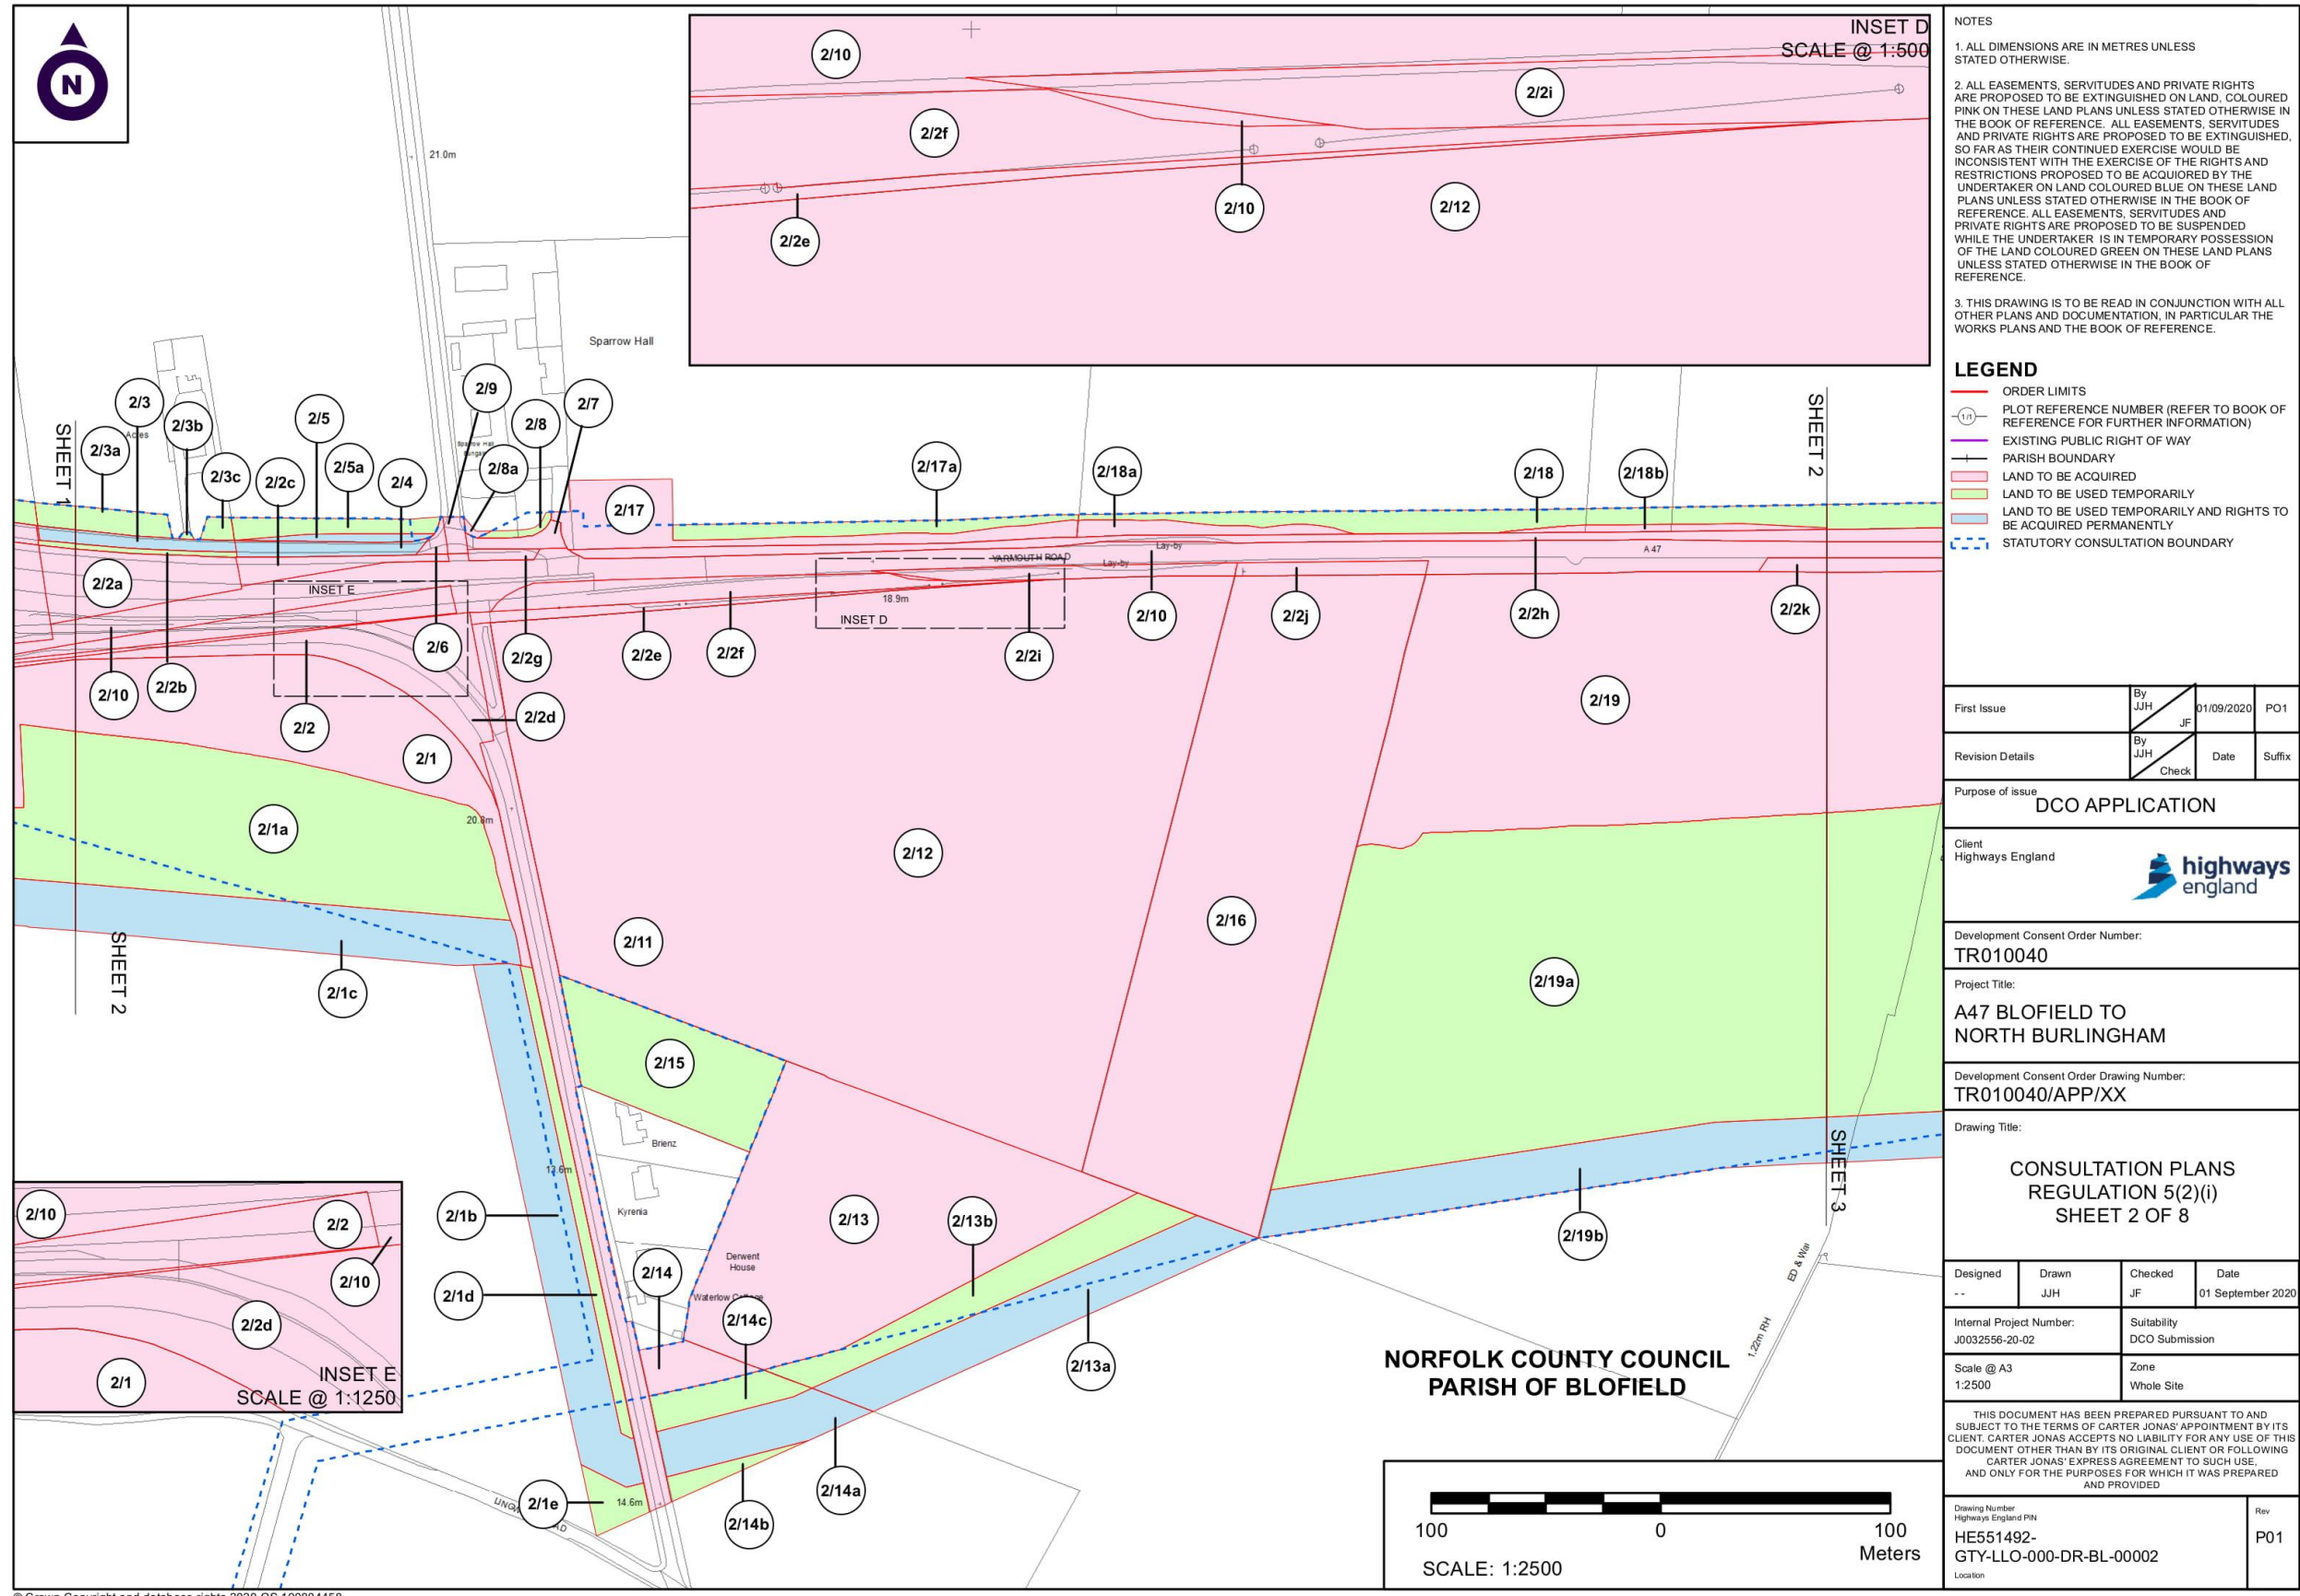 N
INSET D
SCALE @ 1:500
2/10
2/2i
2/2f
2/10
2/12
2/2e
21.0m
Sparrow Hall
SHEET 1
2/3a
2/3
2/3b
2/3c
2/2c
2/5
2/5a
2/4
2/9
2/8a
2/8
2/7
2/17
2/17a
2/18a
2/18
2/18b
SHEET 2
2/2a
INSET E
YARMOUTH ROAD
Lay-by
Lay-by
A 47
18.9m
INSET D
2/10
2/2b
2/2
2/6
2/2g
2/2e
2/2f
2/2i
2/10
2/2j
2/2h
2/2k
2/2d
2/1
2/19
2/1a
2/12
2/11
2/16
2/19a
SHEET 2
2/1c
2/15
Brienz
Kyrenia
2/1b
2/1d
2/14
Derwent
House
2/13
2/13b
2/14c
2/13a
2/19b
SHEET 3
ED & War
1.22m RH
2/10
2/2
2/10
2/2d
2/1
INSET E
SCALE @ 1:1250
2/1e
14.6m
2/14b
2/14a
NORFOLK COUNTY COUNCIL
PARISH OF BLOFIELD
100
0
100
Meters
SCALE: 1:2500
NOTES
1. ALL DIMENSIONS ARE IN METRES UNLESS
STATED OTHERWISE.
2. ALL EASEMENTS, SERVITUDES AND PRIVATE RIGHTS
ARE PROPOSED TO BE EXTINGUISHED ON LAND, COLOURED
PINK ON THESE LAND PLANS UNLESS STATED OTHERWISE IN
THE BOOK OF REFERENCE. ALL EASEMENTS, SERVITUDES
AND PRIVATE RIGHTS ARE PROPOSED TO BE EXTINGUISHED,
SO FAR AS THEIR CONTINUED EXERCISE WOULD BE
INCONSISTENT WITH THE EXERCISE OF THE RIGHTS AND
RESTRICTIONS PROPOSED TO BE ACQUIORED BY THE
UNDERTAKER ON LAND COLOURED BLUE ON THESE LAND
PLANS UNLESS STATED OTHERWISE IN THE BOOK OF
REFERENCE. ALL EASEMENTS, SERVITUDES AND
PRIVATE RIGHTS ARE PROPOSED TO BE SUSPENDED
WHILE THE UNDERTAKER IS IN TEMPORARY POSSESSION
OF THE LAND COLOURED GREEN ON THESE LAND PLANS
UNLESS STATED OTHERWISE IN THE BOOK OF
REFERENCE.
3. THIS DRAWING IS TO BE READ IN CONJUNCTION WITH ALL
OTHER PLANS AND DOCUMENTATION, IN PARTICULAR THE
WORKS PLANS AND THE BOOK OF REFERENCE.
LEGEND
ORDER LIMITS
1/1
PLOT REFERENCE NUMBER (REFER TO BOOK OF
REFERENCE FOR FURTHER INFORMATION)
EXISTING PUBLIC RIGHT OF WAY
PARISH BOUNDARY
LAND TO BE ACQUIRED
LAND TO BE USED TEMPORARILY
LAND TO BE USED TEMPORARILY AND RIGHTS TO
BE ACQUIRED PERMANENTLY
STATUTORY CONSULTATION BOUNDARY
First Issue
By
JJH
JF
01/09/2020
PO1
Revision Details
By
JJH
Check
Date
Suffix
Purpose of issue
DCO APPLICATION
Client
Highways England
highways
england
Development Consent Order Number:
TR010040
Project Title:
A47 BLOFIELD TO
NORTH BURLINGHAM
Development Consent Order Drawing Number:
TR010040/APP/XX
Drawing Title:
CONSULTATION PLANS
REGULATION 5(2)(i)
SHEET 2 OF 8
Designed
- -
Drawn
JJH
Checked
JF
Date
01 September 2020
Internal Project Number:
J0032556-20-02
Suitability
DCO Submission
Scale @ A3
1:2500
Zone
Whole Site
THIS DOCUMENT HAS BEEN PREPARED PURSUANT TO AND
SUBJECT TO THE TERMS OF CARTER JONAS' APPOINTMENT BY ITS
CLIENT. CARTER JONAS ACCEPTS NO LIABILITY FOR ANY USE OF THIS
DOCUMENT OTHER THAN BY ITS ORIGINAL CLIENT OR FOLLOWING
CARTER JONAS' EXPRESS AGREEMENT TO SUCH USE,
AND ONLY FOR THE PURPOSES FOR WHICH IT WAS PREPARED
AND PROVIDED
Drawing Number
Highways England PIN
HE551492-
GTY-LLO-000-DR-BL-00002
Location
Rev
P01